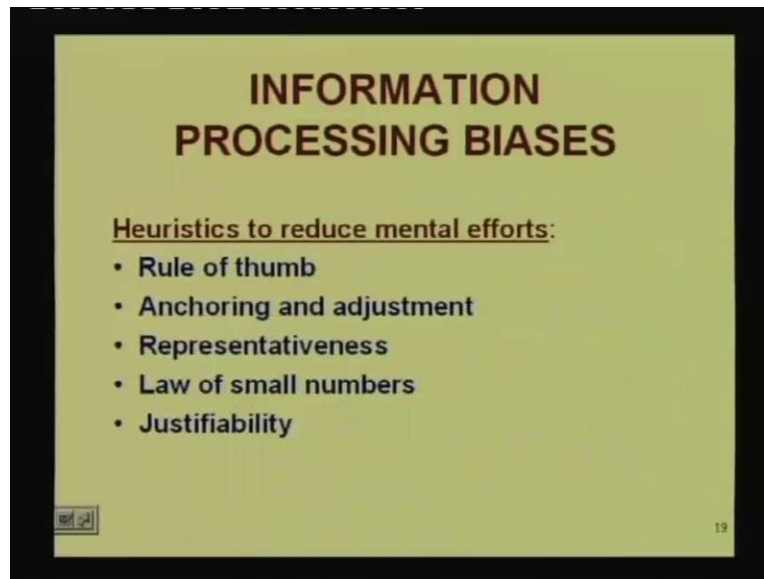 INFORMATION
PROCESSING BIASES
Heuristics to reduce mental efforts:
• Rule of thumb
• Anchoring and adjustment
• Representativeness
• Law of small numbers
• Justifiability
19